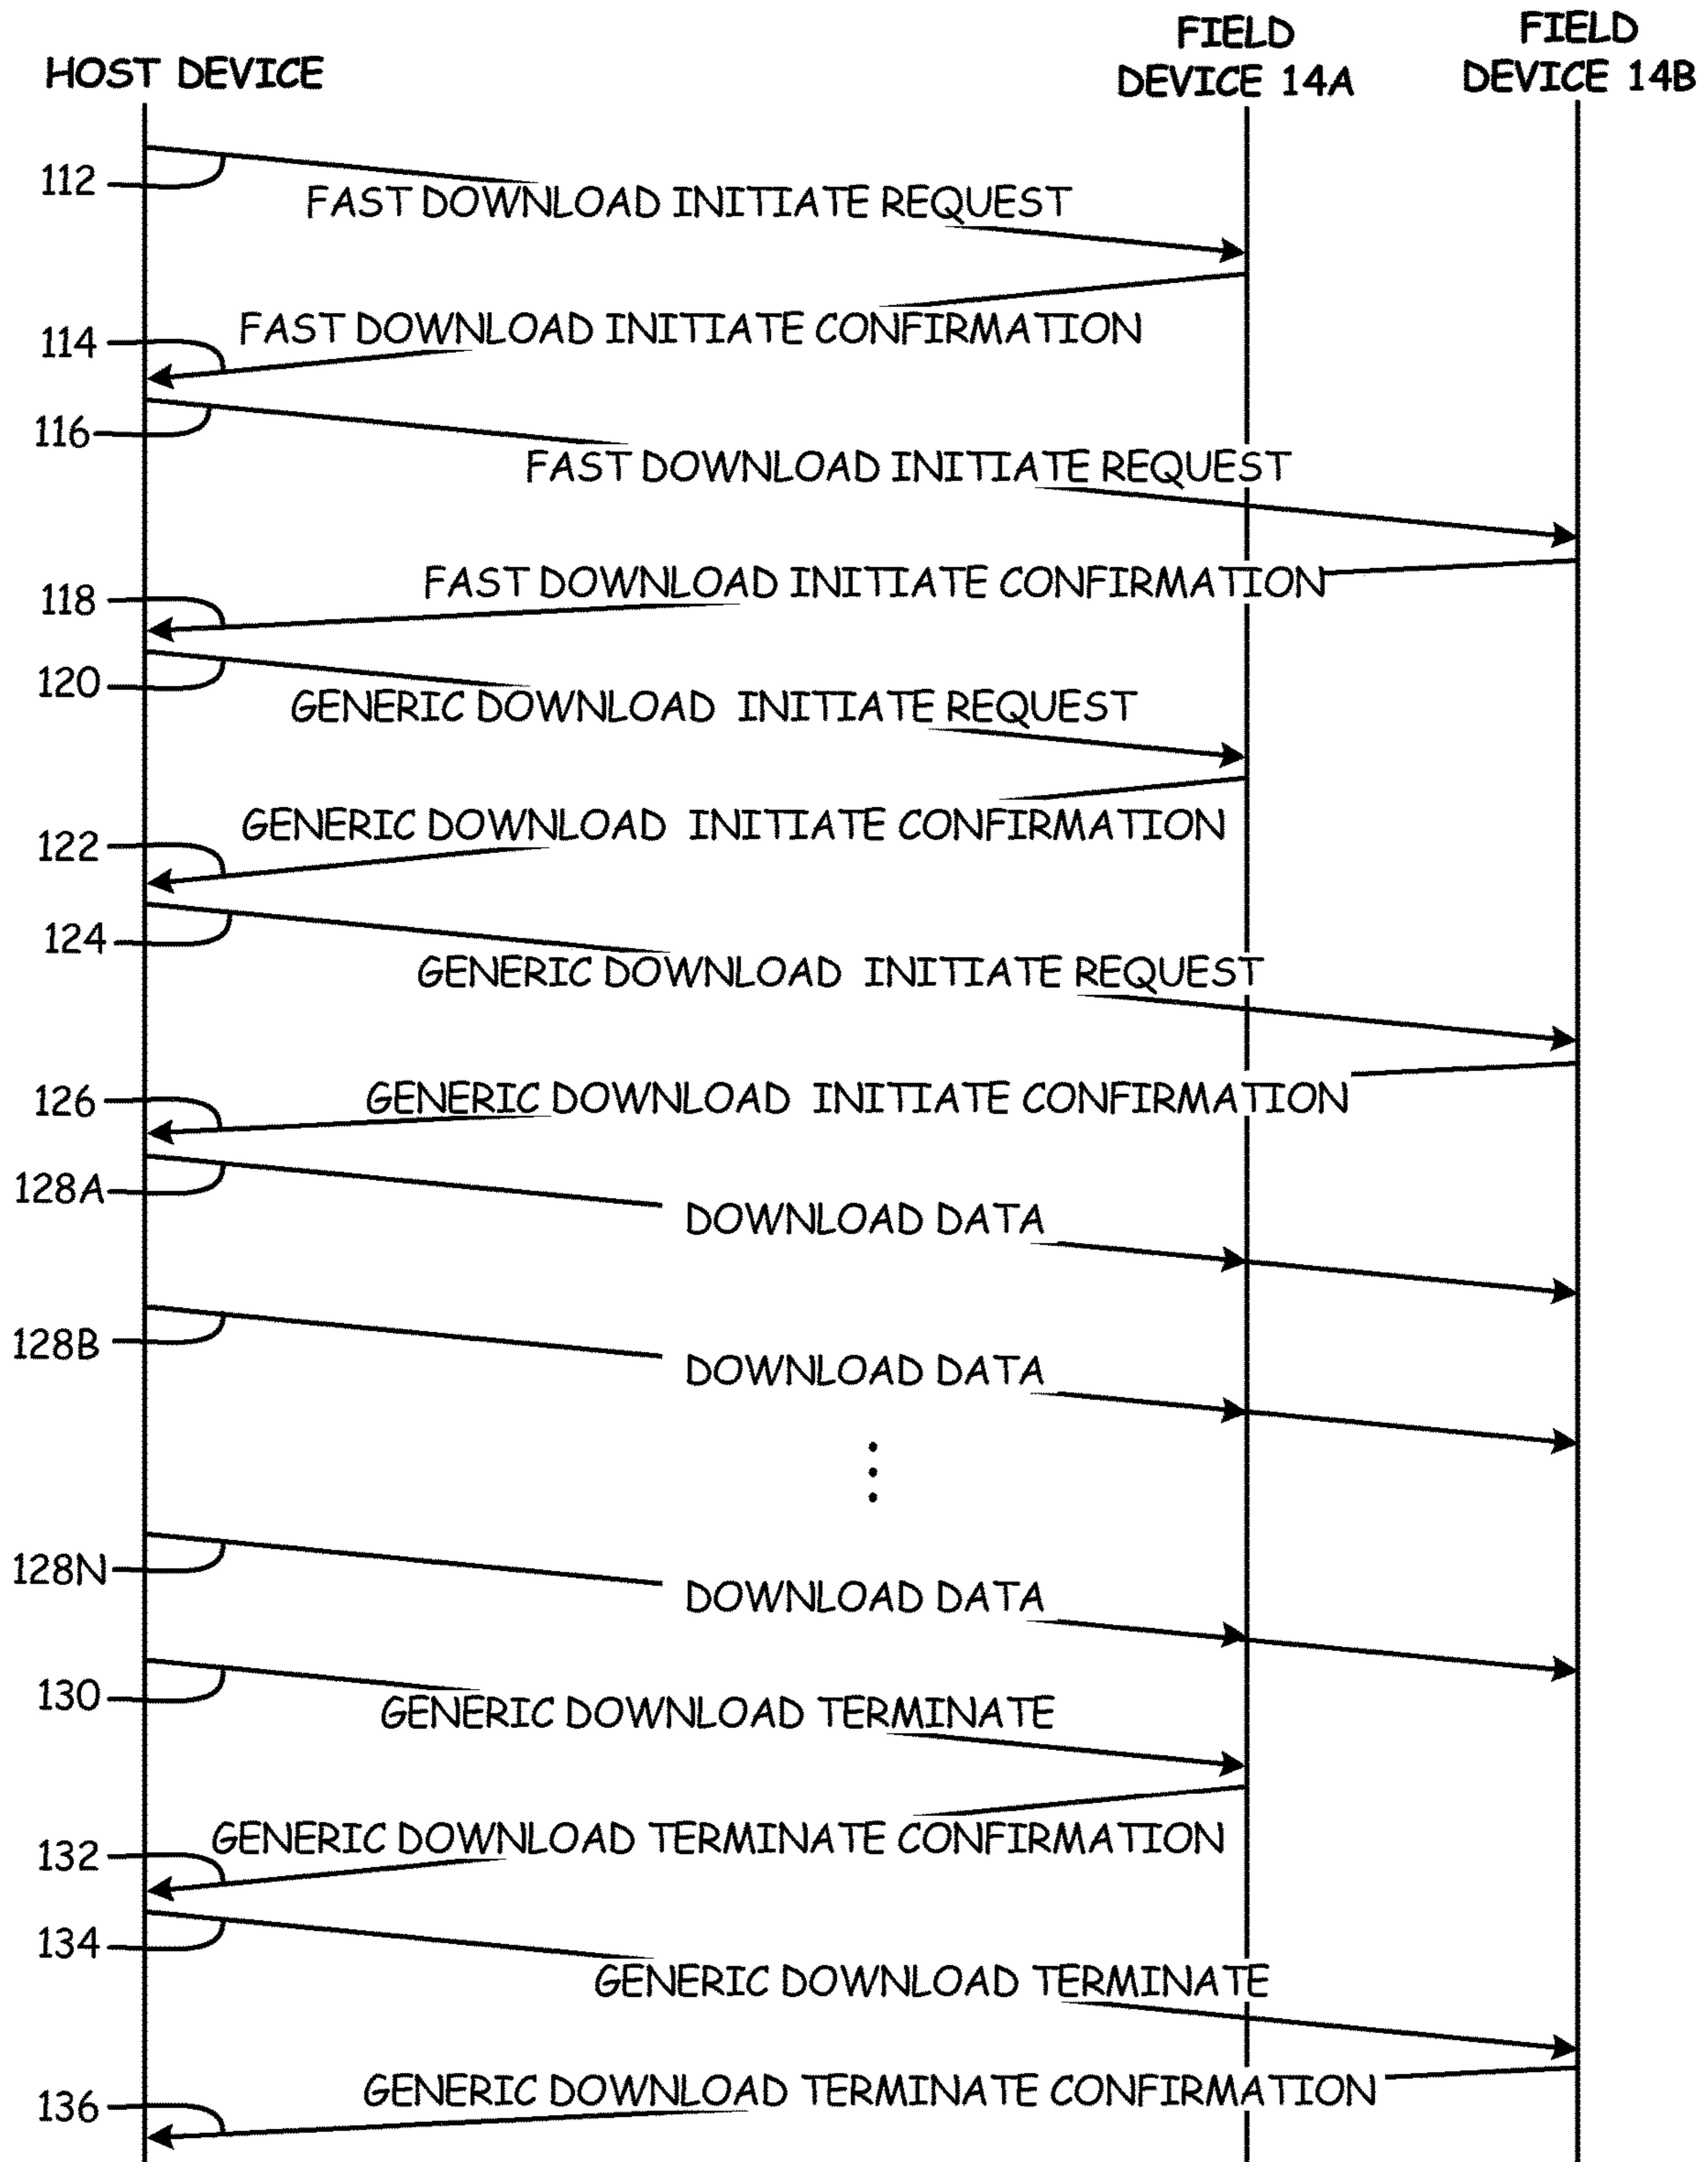 HOST DEVICE
FIELD
DEVICE 14A
FIELD
DEVICE 14B
112
FAST DOWNLOAD INITIATE REQUEST
114
FAST DOWNLOAD INITIATE CONFIRMATION
116
FAST DOWNLOAD INITIATE REQUEST
118
FAST DOWNLOAD INITIATE CONFIRMATION
120
GENERIC DOWNLOAD INITIATE REQUEST
122
GENERIC DOWNLOAD INITIATE CONFIRMATION
124
GENERIC DOWNLOAD INITIATE REQUEST
126
GENERIC DOWNLOAD INITIATE CONFIRMATION
128A
DOWNLOAD DATA
128B
DOWNLOAD DATA
128N
DOWNLOAD DATA
130
GENERIC DOWNLOAD TERMINATE
132
GENERIC DOWNLOAD TERMINATE CONFIRMATION
134
GENERIC DOWNLOAD TERMINATE
136
GENERIC DOWNLOAD TERMINATE CONFIRMATION